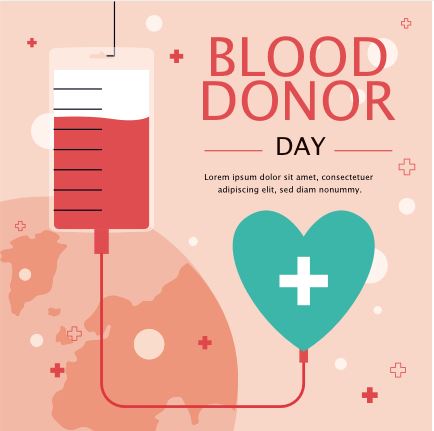 BLOOD
DONOR
DAY
Lorem ipsum dolor sit amet, consectetuer
adipiscing elit, sed diam nonummy.